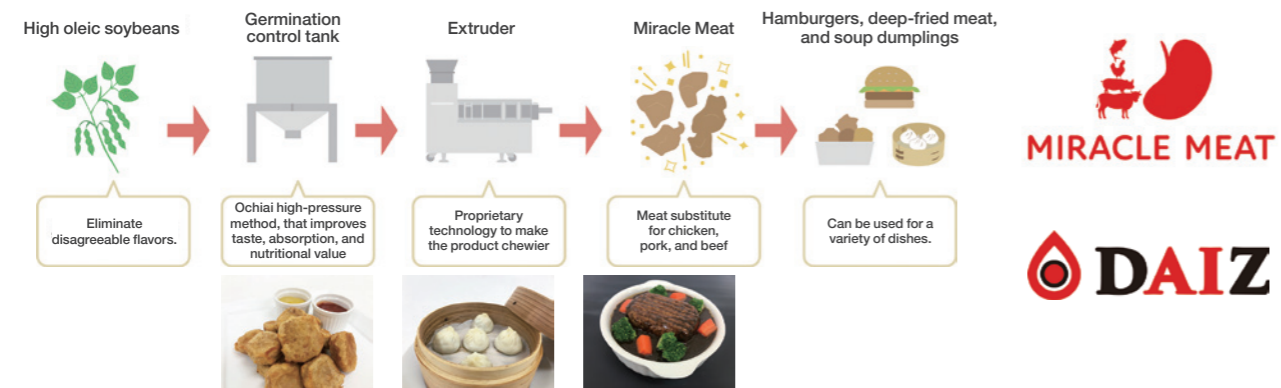 High oleic soybeans
Germination
control tank
Extruder
Miracle Meat
Hamburgers, deep-fried meat,
and soup dumplings
Eliminate
disagreeable flavors.
Ochiai high-pressure
method, that improves
taste, absorption, and
nutritional value
Proprietary
technology to make
the product chewier
Meat substitute
for chicken,
pork, and beef
Can be used for a
variety of dishes.
MIRACLE MEAT
DAIZ